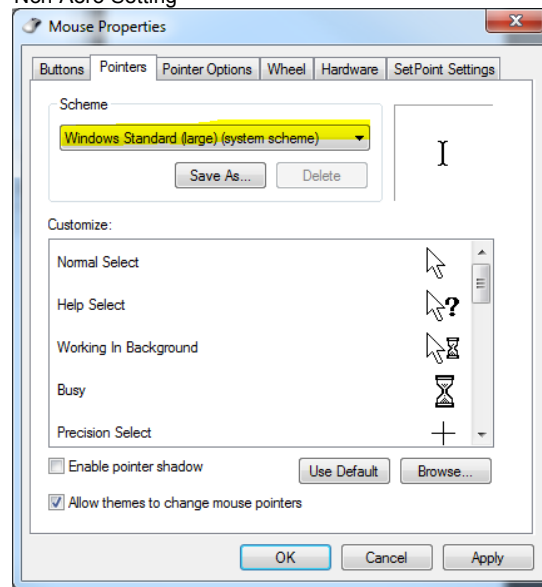 Non-Aero Setting
Mouse Properties
Buttons Pointers Pointer Options Wheel Hardware SetPoint Settings
Scheme
Windows Standard (large) (system scheme)
Save As... Delete
Customize:
Normal Select
Help Select
Working In Background
Busy
Precision Select
Enable pointer shadow Use Default Browse...
Allow themes to change mouse pointers
OK Cancel Apply